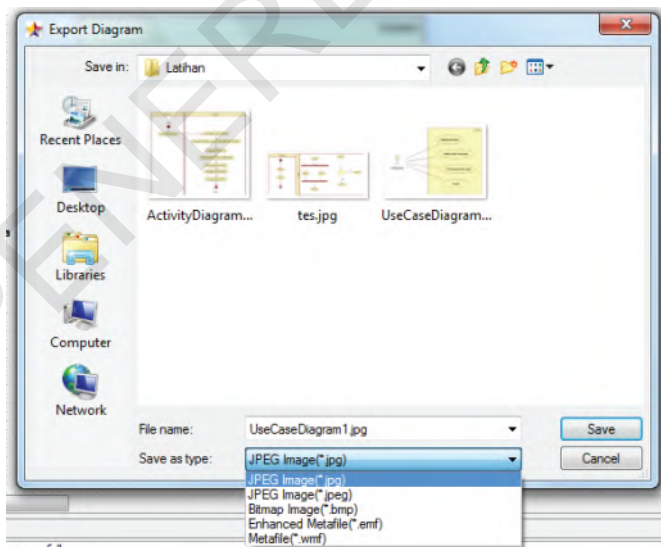 Export Diagram
Save in: Latihan
Recent Places
Desktop
Libraries
Computer
Network
ActivityDiagram... tes.jpg UseCaseDiagram...
File name: UseCaseDiagram1.jpg Save
Save as type: JPEG Image(*.jpg) Cancel
JPEG Image(*.jpg)
JPEG Image(*.jpeg)
Bitmap Image(*.bmp)
Enhanced Metafile(*.emf)
Metafile(*.wmf)